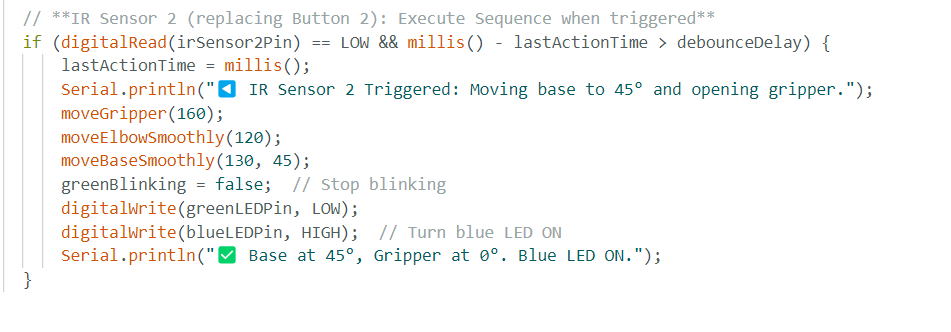 // **IR Sensor 2 (replacing Button 2): Execute Sequence when triggered**
if (digitalRead(irSensor2Pin) == LOW && millis() - lastActionTime > debounceDelay) {
    lastActionTime = millis();
    Serial.println("◀️ IR Sensor 2 Triggered: Moving base to 45° and opening gripper.");
    moveGripper(160);
    moveElbowSmoothly(120);
    moveBaseSmoothly(130, 45);
    greenBlinking = false;  // Stop blinking
    digitalWrite(greenLEDPin, LOW);
    digitalWrite(blueLEDPin, HIGH);  // Turn blue LED ON
    Serial.println("✅ Base at 45°, Gripper at 0°. Blue LED ON.");
}